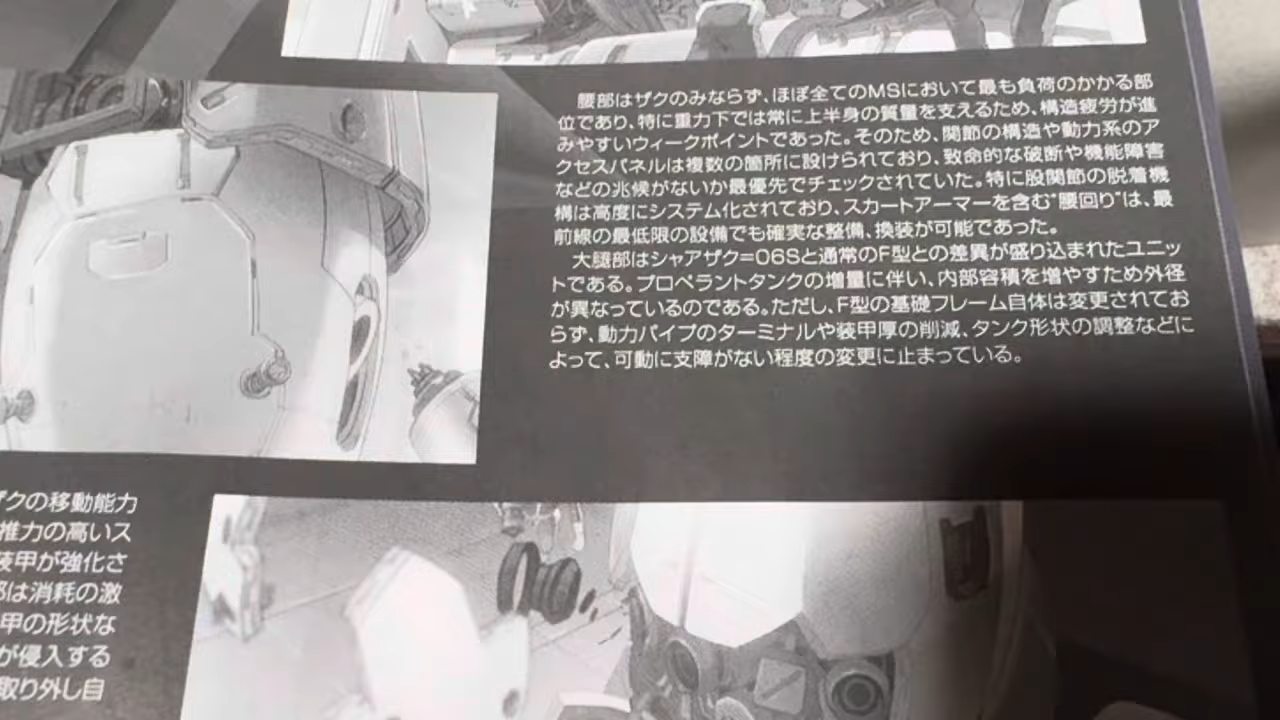 腰部はザクのみならず、ほぼ全てのMSにおいて最も負荷のかかる部
位であり、特に重力下では常に上半身の質量を支えるため、構造疲労が進
みやすいウィークポイントであった。そのため、関節の構造や動力系のア
クセスパネルは複数の箇所に設けられており、致命的な破断や機能障害
などの兆候がないか最優先でチェックされていた。特に股関節の脱着機
構は高度にシステム化されており、スカートアーマーを含む“腰回り”は、最
前線の最低限の設備でも確実な整備、換装が可能であった。
大腿部はシャアザク=06Sと通常のF型との差異が盛り込まれたユニッ
トである。プロペラントタンクの増量に伴い、内部容積を増やすため外径
が異なっているのである。ただし、F型の基礎フレーム自体は変更されてお
らず、動力パイプのターミナルや装甲厚の削減、タンク形状の調整などに
よって、可動に支障がない程度の変更に止まっている。
ザクの移動能力
推力の高いス
装甲が強化さ
部は消耗の激
甲の形状な
が侵入する
取り外し自